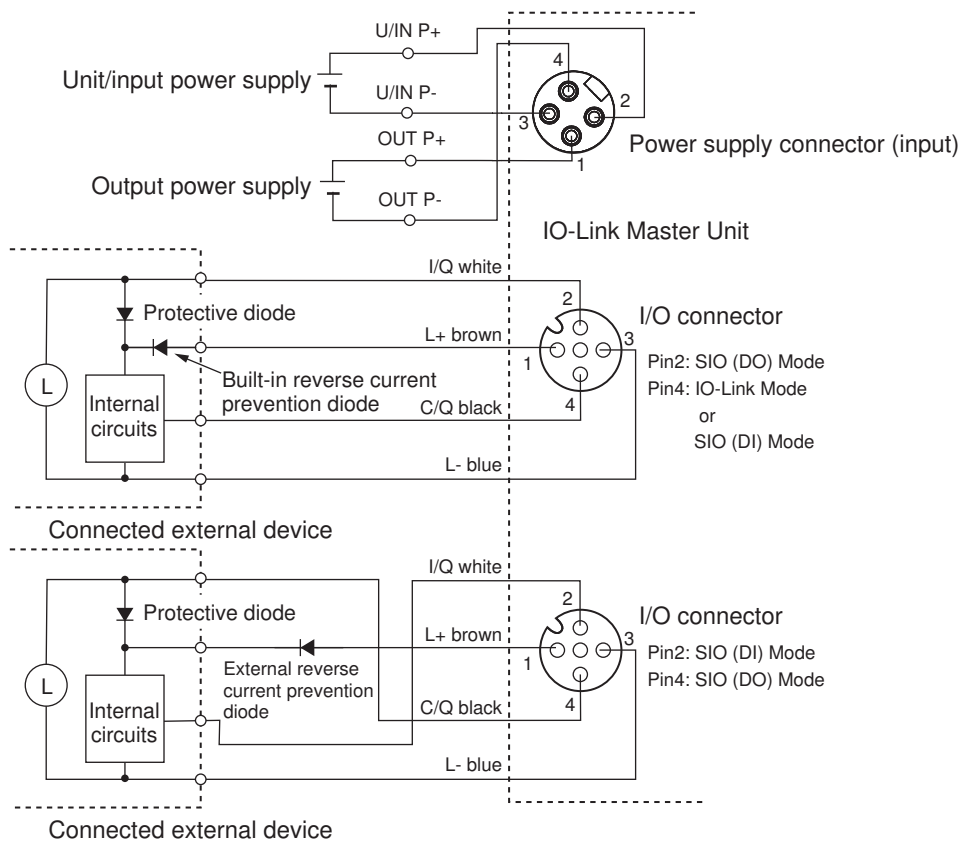 U/IN P+
Unit/input power supply
U/IN P-
4
2
3
1
Power supply connector (input)
OUT P+
Output power supply
OUT P-
IO-Link Master Unit
I/Q white
2
Protective diode
I/O connector
L+ brown
3
1
Pin2: SIO (DO) Mode
L
Built-in reverse current
prevention diode
Pin4: IO-Link Mode
or
SIO (DI) Mode
Internal
circuits
C/Q black
4
L- blue
Connected external device
I/Q white
2
Protective diode
I/O connector
L+ brown
3
1
Pin2: SIO (DI) Mode
Pin4: SIO (DO) Mode
L
External reverse
current prevention
diode
Internal
circuits
C/Q black
4
L- blue
Connected external device